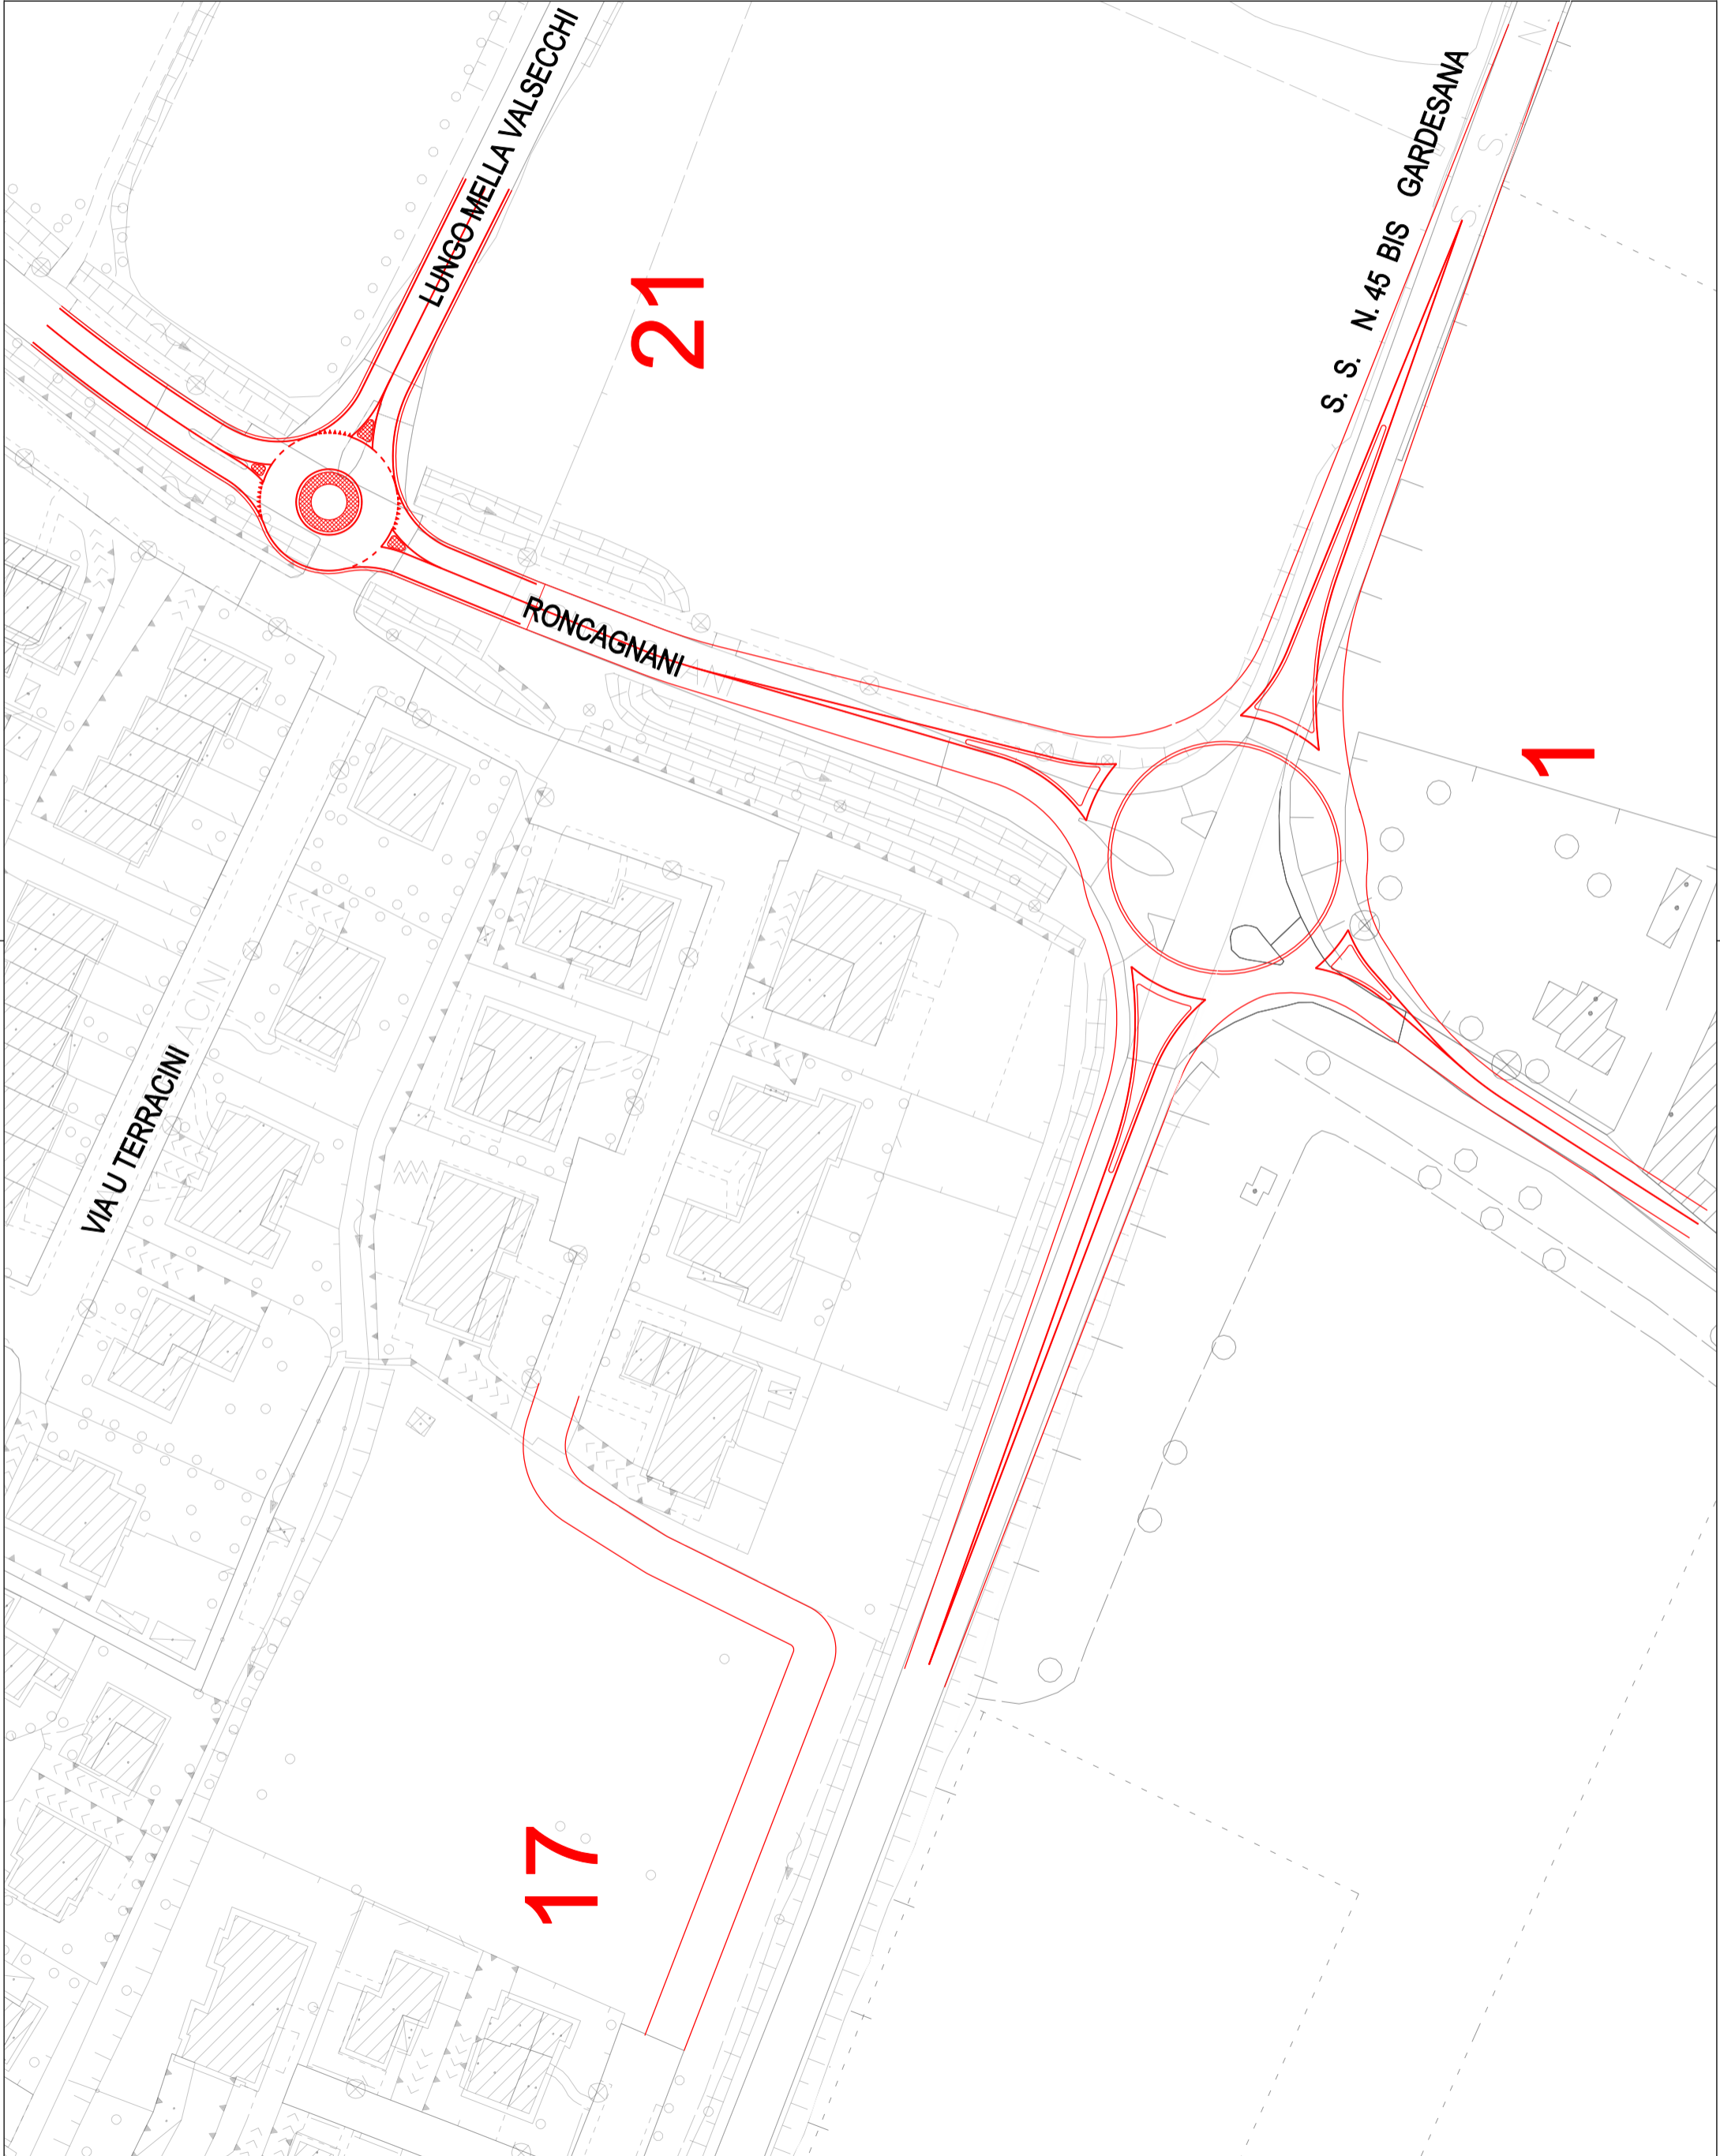 LUNGO MELLA VALSECCHI
S. S. N. 45 BIS GARDESANA
21
RONCAGNANI
1
VIA U TERRACINI
17